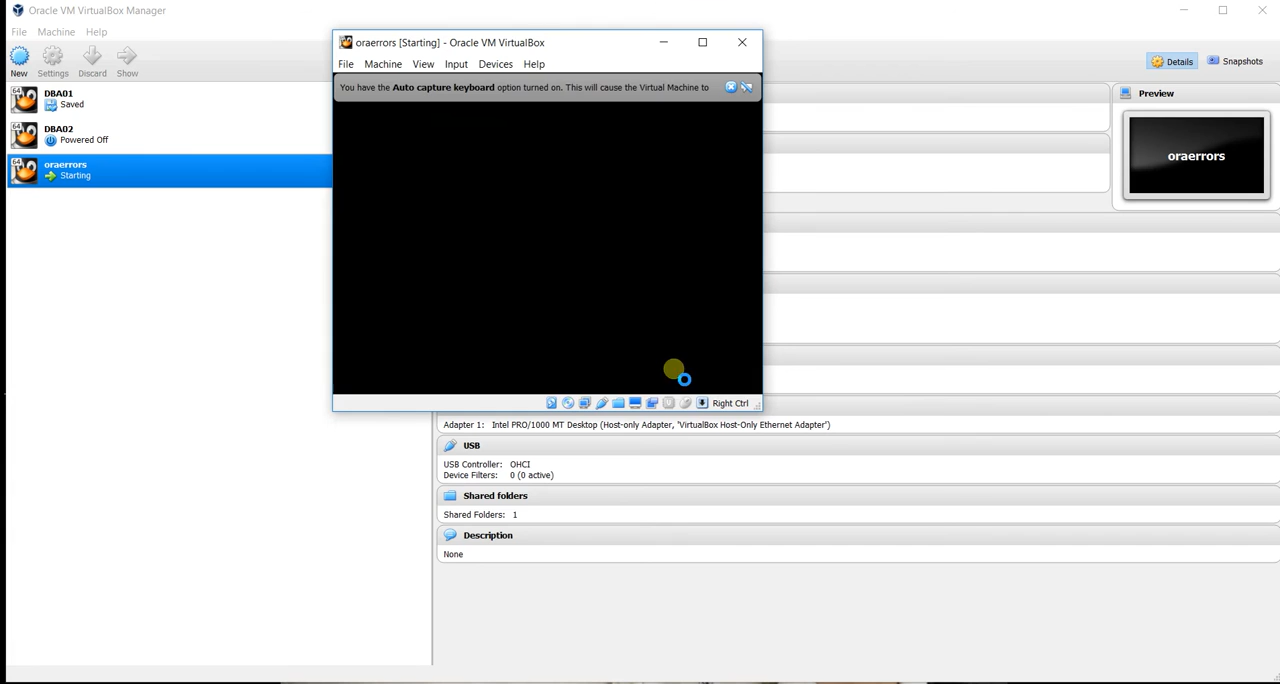 Oracle VM VirtualBox Manager
File Machine Help
New Settings Discard Show
Details Snapshots
64 DBA01
Saved
64 DBA02
Powered Off
64 oraerrors
Starting
oraerrors [Starting] - Oracle VM VirtualBox
File Machine View Input Devices Help
You have the Auto capture keyboard option turned on. This will cause the Virtual Machine to
Right Ctrl
Preview
oraerrors
Adapter 1: Intel PRO/1000 MT Desktop (Host-only Adapter, 'VirtualBox Host-Only Ethernet Adapter')
USB
USB Controller: OHCI
Device Filters: 0 (0 active)
Shared folders
Shared Folders: 1
Description
None